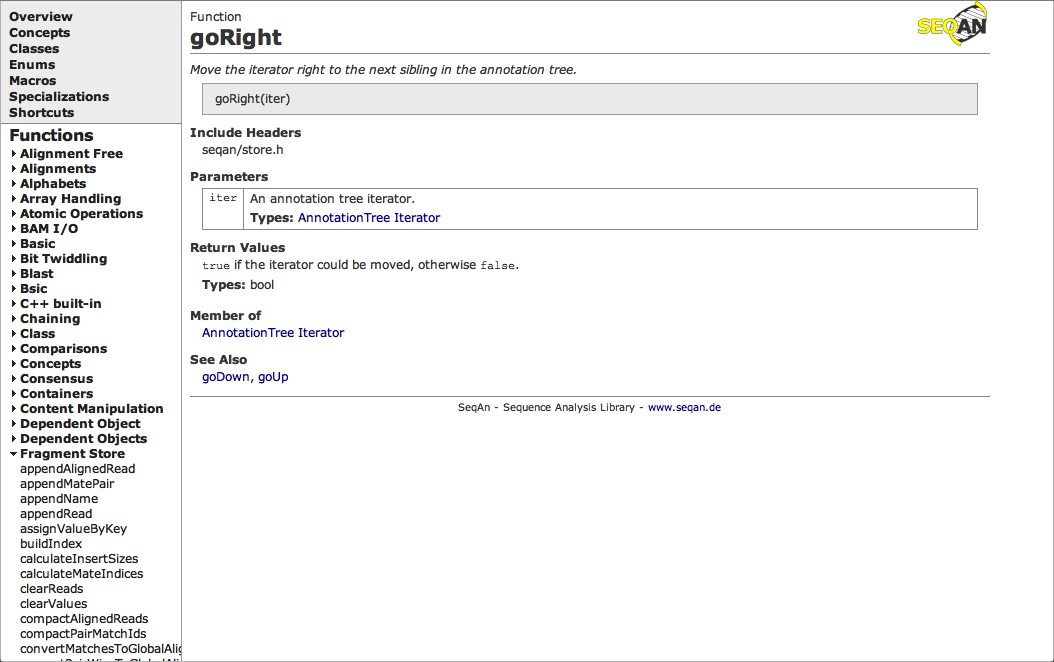 Overview
Concepts
Classes
Enums
Macros
Specializations
Shortcuts
Functions
Alignment Free
Alignments
Alphabets
Array Handling
Atomic Operations
BAM I/O
Basic
Bit Twiddling
Blast
Bsic
C++ built-in
Chaining
Class
Comparisons
Concepts
Consensus
Containers
Content Manipulation
Dependent Object
Dependent Objects
Fragment Store
appendAlignedRead
appendMatePair
appendName
appendRead
assignValueByKey
buildIndex
calculateInsertSizes
calculateMateIndices
clearReads
clearValues
compactAlignedReads
compactPairMatchIds
convertMatchesToGlobalAlig
Function
goRight
SEQAN
Move the iterator right to the next sibling in the annotation tree.
goRight(iter)
Include Headers
seqan/store.h
Parameters
iter An annotation tree iterator.
Types: AnnotationTree Iterator
Return Values
true if the iterator could be moved, otherwise false.
Types: bool
Member of
AnnotationTree Iterator
See Also
goDown, goUp
SeqAn - Sequence Analysis Library - www.seqan.de